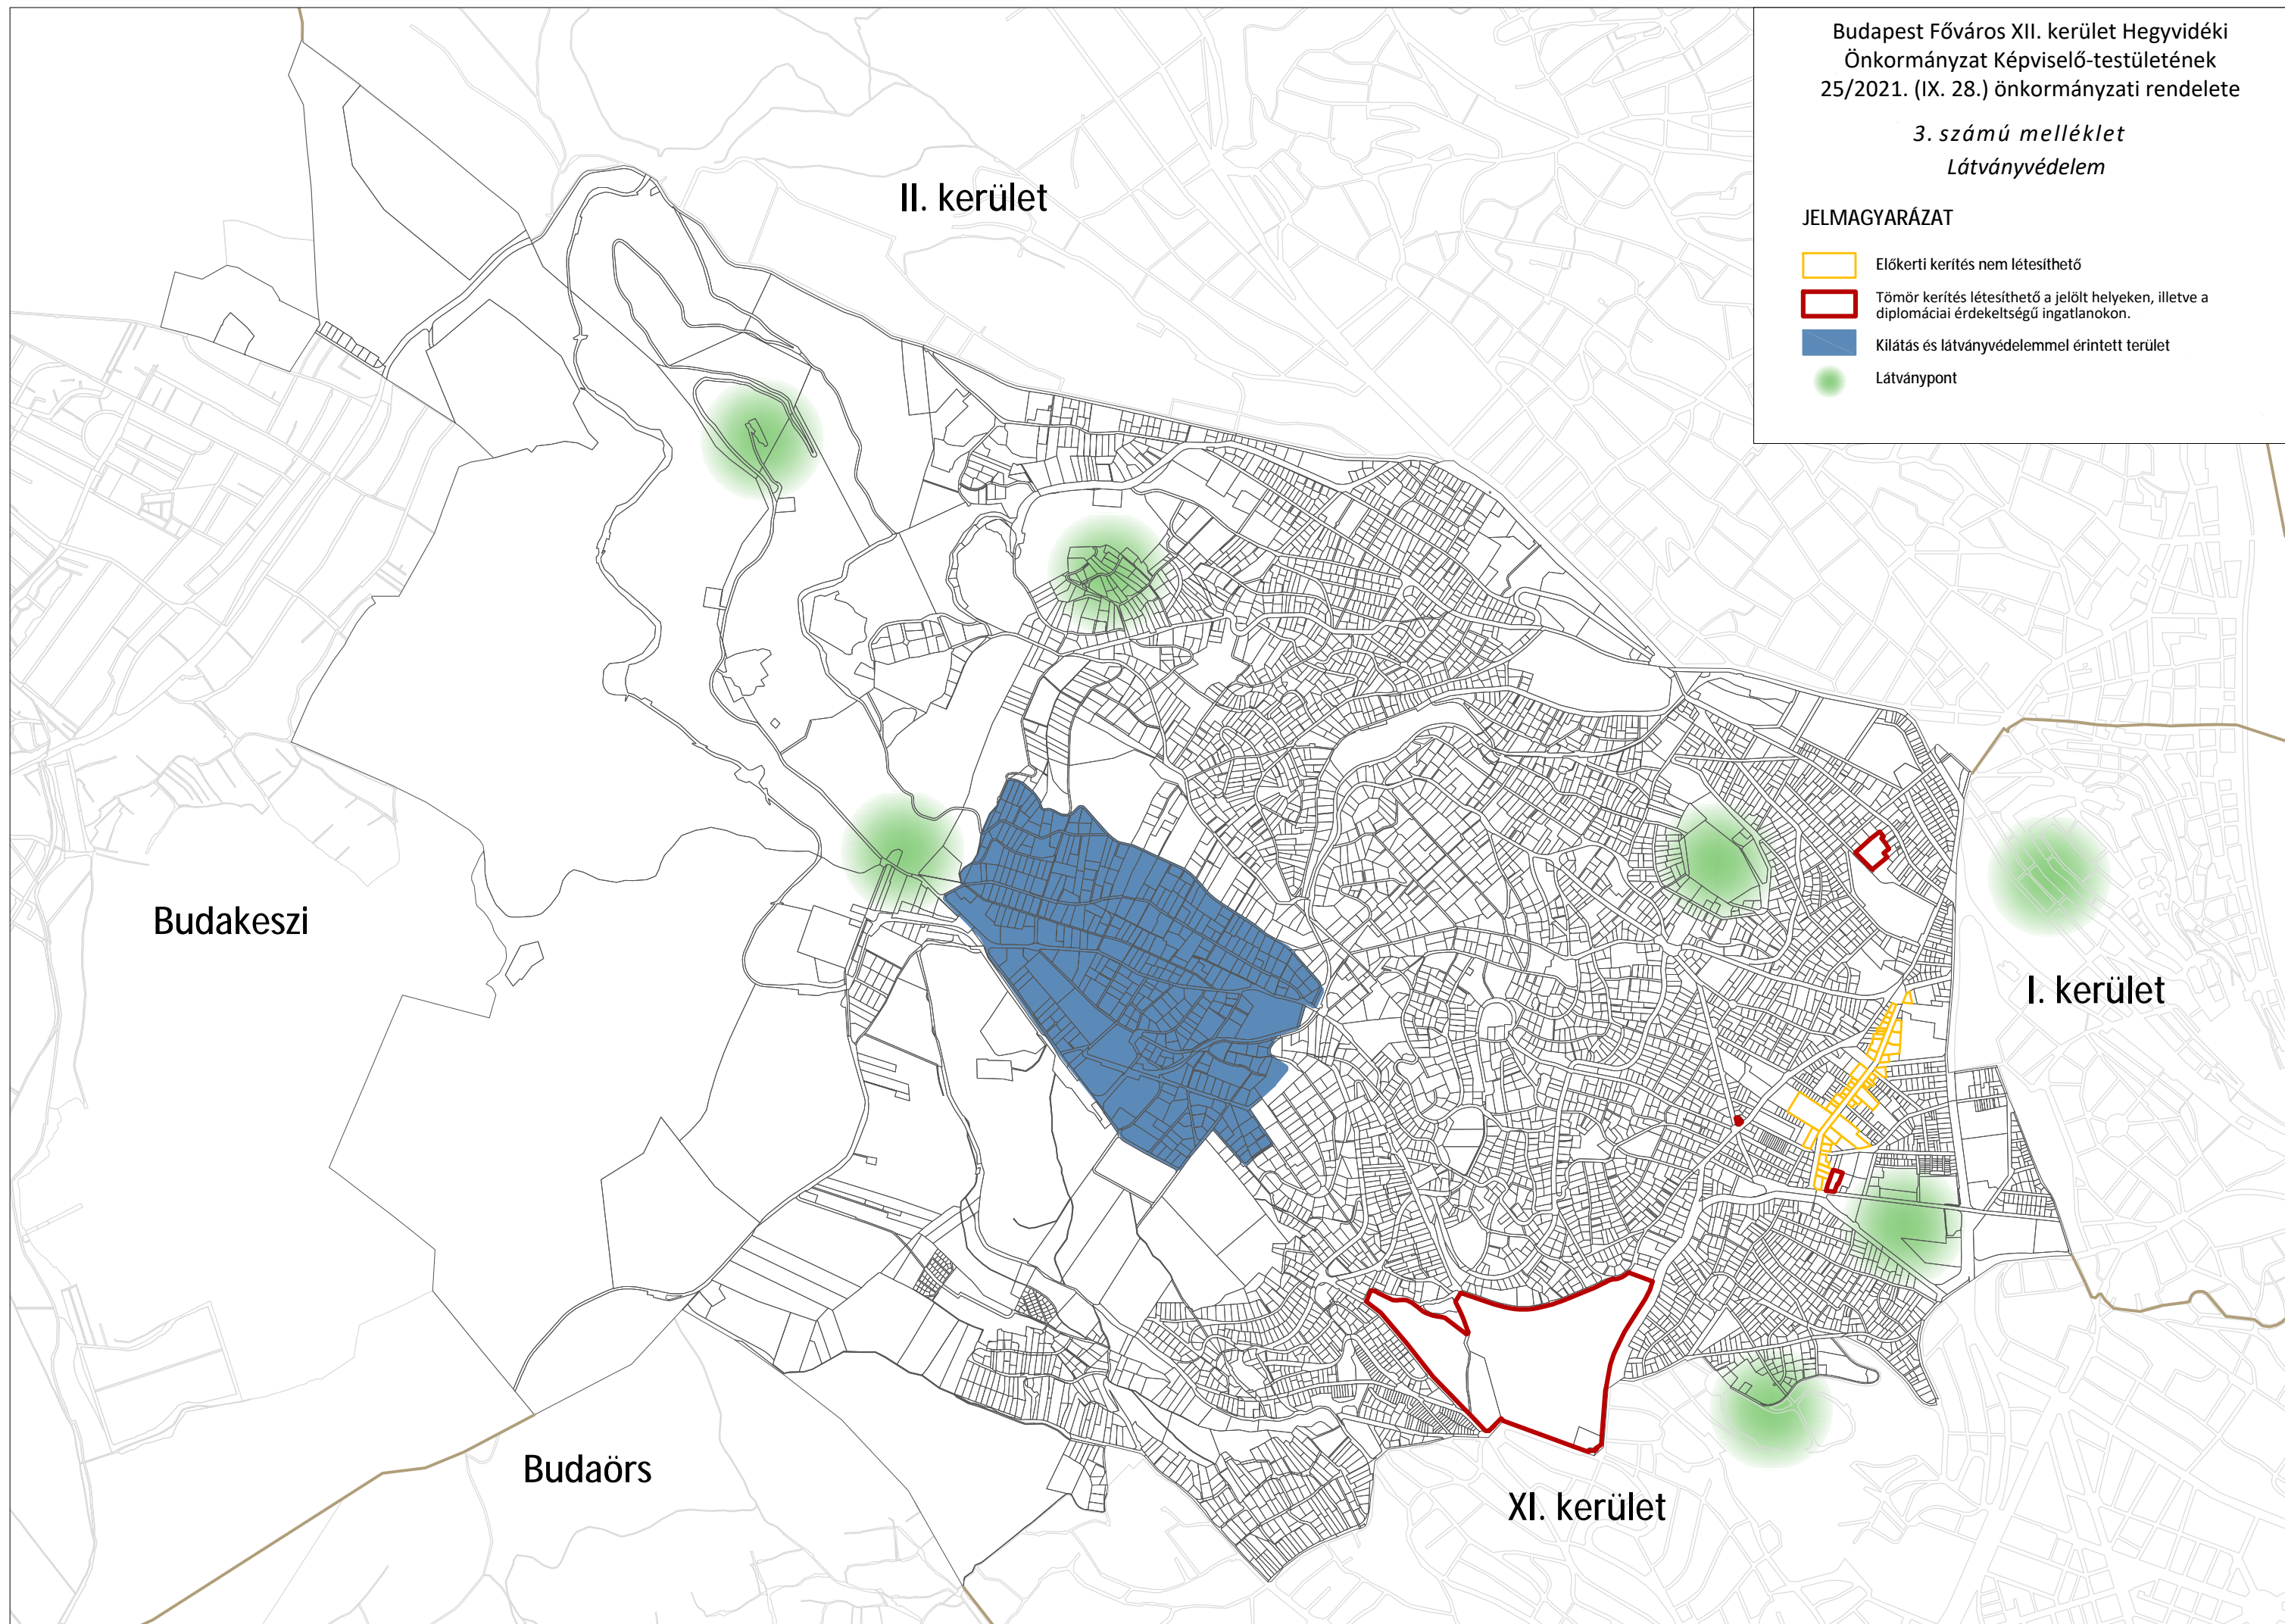 Budapest Főváros XII. kerület Hegyvidéki
Önkormányzat Képviselő-testületének
25/2021. (IX. 28.) önkormányzati rendelete
3. számú melléklet
Látványvédelem
JELMAGYARÁZAT
Előkerti kerítés nem létesíthető
Tömör kerítés létesíthető a jelölt helyeken, illetve a
diplomáciai érdekeltségű ingatlanokon.
Kilátás és látványvédelemmel érintett terület
Látványpont
II. kerület
Budakeszi
I. kerület
Budaörs
XI. kerület